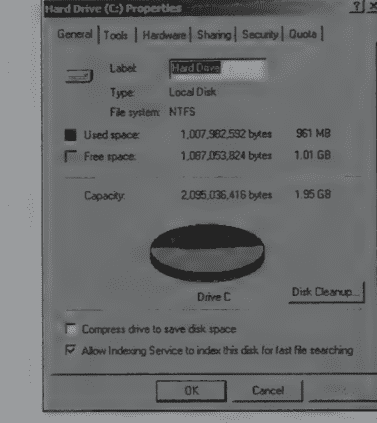 Hard Drive (C:) Properties
General Tools Hardware Sharing Security Quota
Label: Hard Drive
Type: Local Disk
File system: NTFS
Used space: 1,007,982,592 bytes 961 MB
Free space: 1,087,053,824 bytes 1.01 GB
Capacity: 2,095,036,416 bytes 1.95 GB
Drive C
Disk Cleanup...
Compress drive to save disk space
Allow Indexing Service to index this disk for fast file searching
OK Cancel